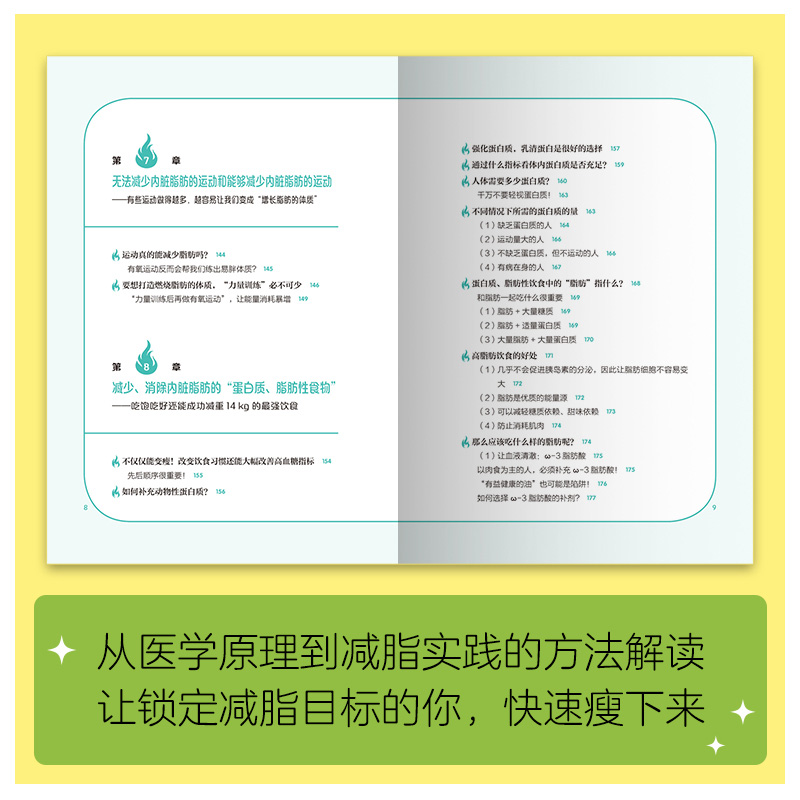 第 7 章
无法减少内脏脂肪的运动和能够减少内脏脂肪的运动
——有些运动做得越多，越容易让我们变成“增长脂肪的体质”
运动真的能减少脂肪吗？ 144
有氧运动反而会帮我们练出易胖体质？ 145
要想打造燃烧脂肪的体质，“力量训练”必不可少 146
“力量训练后再做有氧运动”，让能量消耗暴增 149
第 8 章
减少、消除内脏脂肪的“蛋白质、脂肪性食物”
——吃饱吃好还能成功减重 14 kg 的最强饮食
不仅仅能变瘦！改变饮食习惯还能大幅改善高血糖指标 154
先后顺序很重要！ 155
如何补充动物性蛋白质？ 156
8
强化蛋白质，乳清蛋白是很好的选择 157
通过什么指标看体内蛋白质是否充足？ 159
人体需要多少蛋白质？ 160
千万不要轻视蛋白质！ 163
不同情况下所需的蛋白质的量 163
（1）缺乏蛋白质的人 164
（2）运动量大的人 166
（3）不缺乏蛋白质，但不运动的人 166
（4）有病在身的人 167
蛋白质、脂肪性饮食中的“脂肪”指什么？ 168
和脂肪一起吃什么很重要 169
（1）脂肪 + 大量糖质 169
（2）脂肪 + 适量蛋白质 169
（3）大量脂肪 + 大量蛋白质 170
高脂肪饮食的好处 171
（1）几乎不会促进胰岛素的分泌，因此让脂肪细胞不容易变
大 172
（2）脂肪是优质的能量源 172
（3）可以减轻糖质依赖、甜味依赖 173
（4）防止消耗肌肉 174
那么应该吃什么样的脂肪呢？ 174
（1）让血液清澈：ω-3 脂肪酸 175
以肉食为主的人，必须补充 ω-3 脂肪酸！ 175
“有益健康的油”也可能是陷阱！ 176
如何选择 ω-3 脂肪酸的补剂？ 177
9
从医学原理到减脂实践的方法解读
让锁定减脂目标的你，快速瘦下来